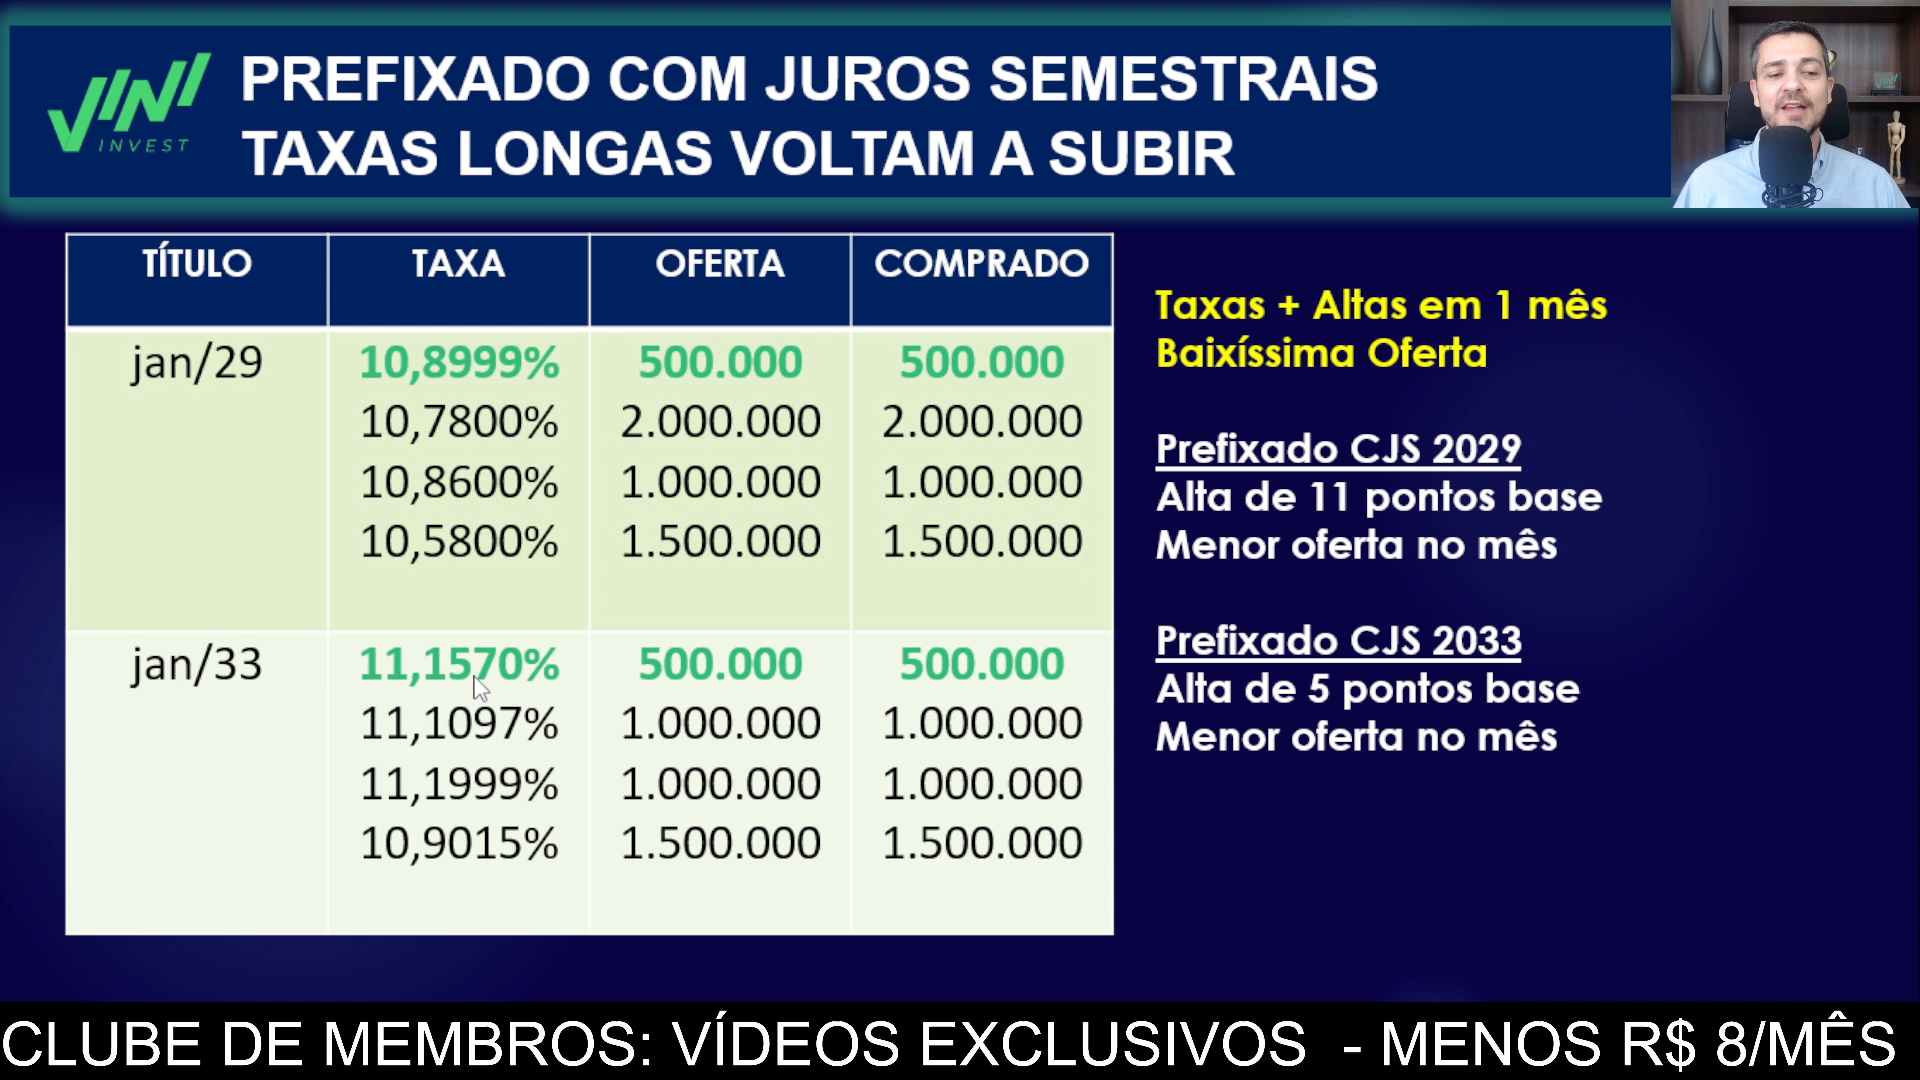 VINI
INVEST
PREFIXADO COM JUROS SEMESTRAIS
TAXAS LONGAS VOLTAM A SUBIR
TÍTULO TAXA OFERTA COMPRADO
jan/29 10,8999% 500.000 500.000
10,7800% 2.000.000 2.000.000
10,8600% 1.000.000 1.000.000
10,5800% 1.500.000 1.500.000
jan/33 11,1570% 500.000 500.000
11,1097% 1.000.000 1.000.000
11,1999% 1.000.000 1.000.000
10,9015% 1.500.000 1.500.000
Taxas + Altas em 1 mês
Baixíssima Oferta
Prefixado CJS 2029
Alta de 11 pontos base
Menor oferta no mês
Prefixado CJS 2033
Alta de 5 pontos base
Menor oferta no mês
CLUBE DE MEMBROS: VÍDEOS EXCLUSIVOS - MENOS R$ 8/MÊS